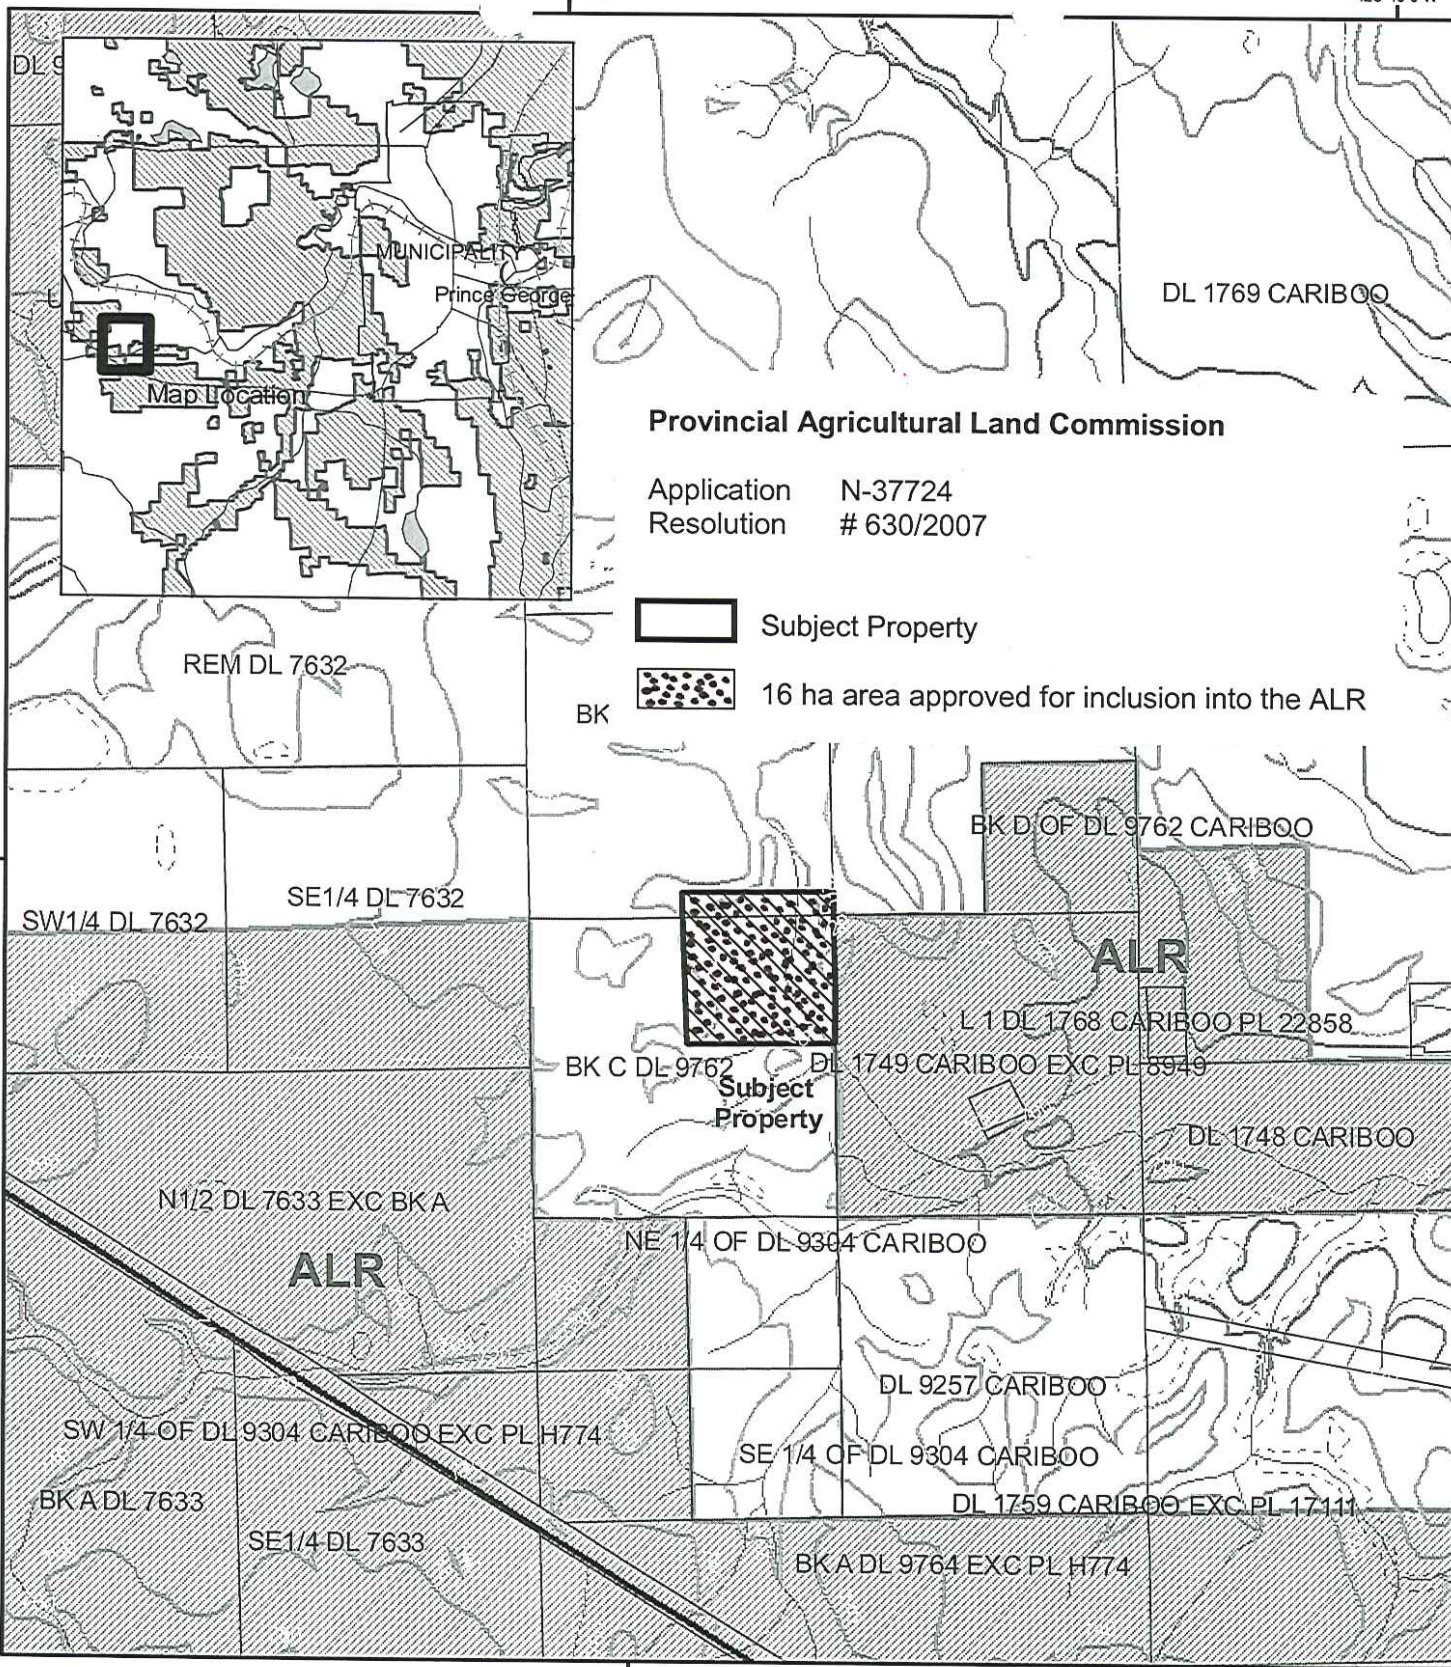 DL 9
MUNICIPALITY
Prince George
Map Location
DL 1769 CARIBOO
Provincial Agricultural Land Commission
Application N-37724
Resolution # 630/2007
Subject Property
16 ha area approved for inclusion into the ALR
REM DL 7632
BK
BK D OF DL 9762 CARIBOO
SE1/4 DL 7632
SW1/4 DL 7632
ALR
L 1 DL 1768 CARIBOO PL 22858
BK C DL 9762
DL 1749 CARIBOO EXC PL 8949
Subject
Property
DL 1748 CARIBOO
N1/2 DL 7633 EXC BK A
NE 1/4 OF DL 9304 CARIBOO
ALR
DL 9257 CARIBOO
SW 1/4 OF DL 9304 CARIBOO EXC PL H774
SE 1/4 OF DL 9304 CARIBOO
BK A DL 7633
DL 1759 CARIBOO EXC PL 17111
SE1/4 DL 7633
BK A DL 9764 EXC PL H774